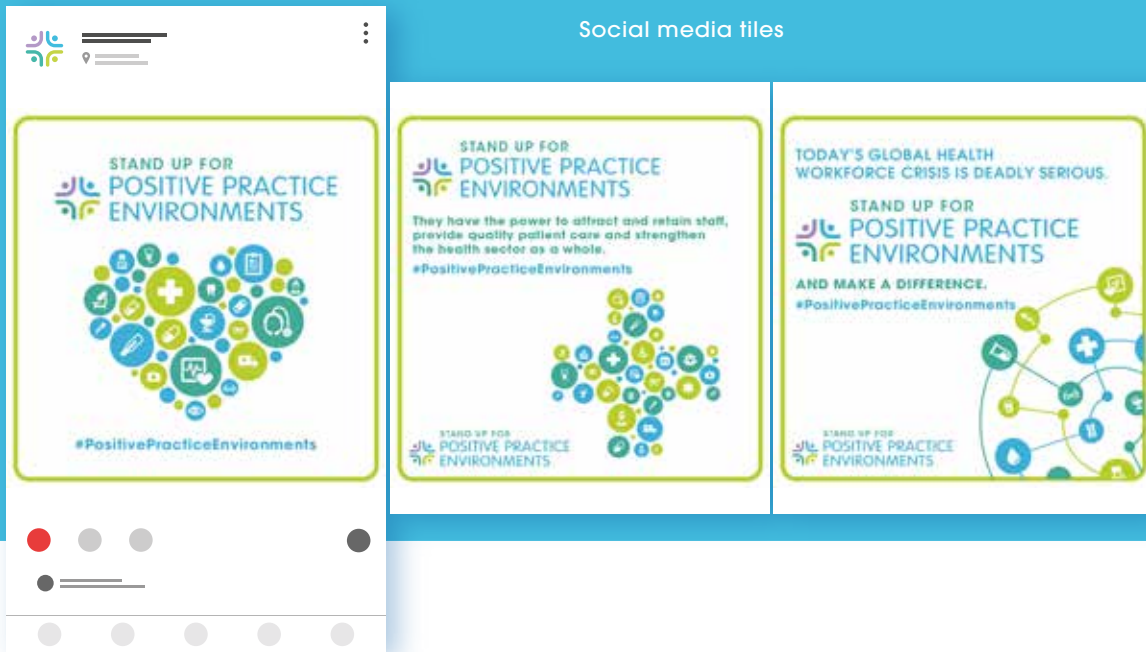 Social media tiles
STAND UP FOR
POSITIVE PRACTICE
ENVIRONMENTS
#PositivePracticeEnvironments
STAND UP FOR
POSITIVE PRACTICE
ENVIRONMENTS
They have the power to attract and retain staff,
provide quality patient care and strengthen
the health sector as a whole.
#PositivePracticeEnvironments
STAND UP FOR
POSITIVE PRACTICE
ENVIRONMENTS
TODAY'S GLOBAL HEALTH
WORKFORCE CRISIS IS DEADLY SERIOUS.
STAND UP FOR
POSITIVE PRACTICE
ENVIRONMENTS
AND MAKE A DIFFERENCE.
#PositivePracticeEnvironments
STAND UP FOR
POSITIVE PRACTICE
ENVIRONMENTS